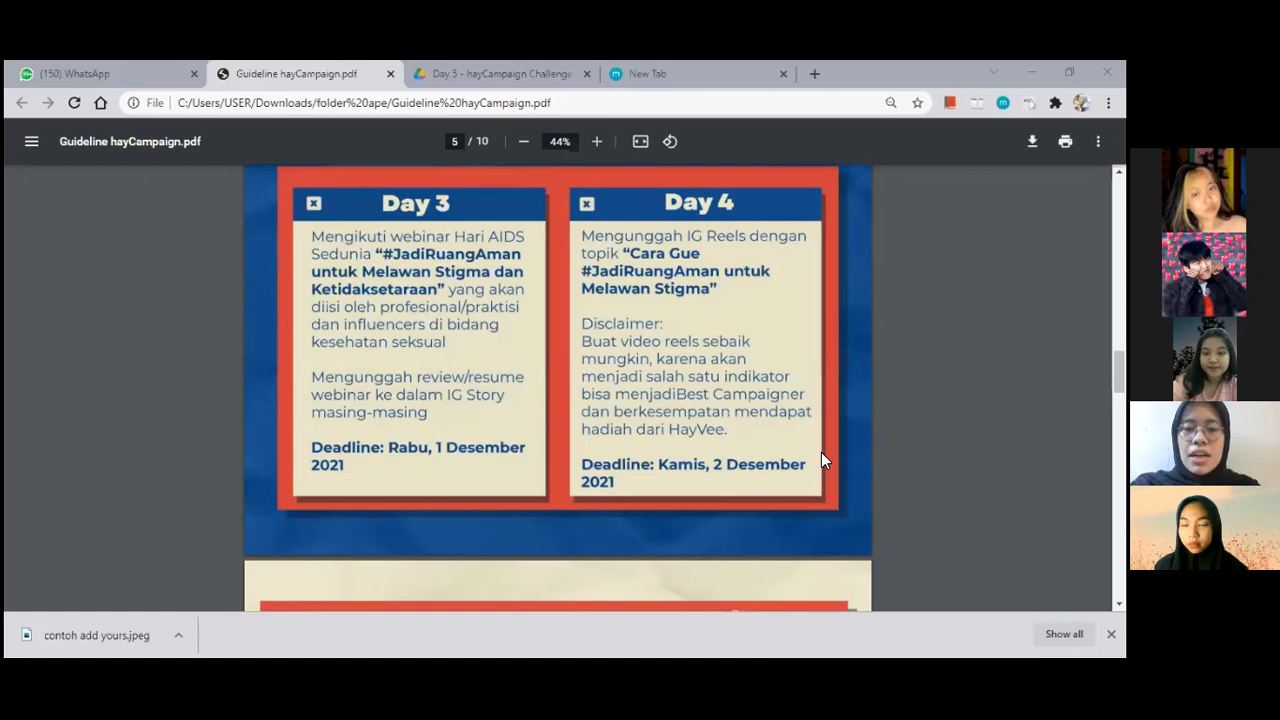 (150) WhatsApp
Guideline hayCampaign.pdf
Day 5 - hayCampaign Challenge
New Tab
File
C:/Users/USER/Downloads/folder%20ape/Guideline%20hayCampaign.pdf
Guideline hayCampaign.pdf
5 / 10
44%
Day 3
Mengikuti webinar Hari AIDS
Sedunia “#JadiRuangAman
untuk Melawan Stigma dan
Ketidaksetaraan” yang akan
diisi oleh profesional/praktisi
dan influencers di bidang
kesehatan seksual
Mengunggah review/resume
webinar ke dalam IG Story
masing-masing
Deadline: Rabu, 1 Desember
2021
Day 4
Mengunggah IG Reels dengan
topik “Cara Gue
#JadiRuangAman untuk
Melawan Stigma”
Disclaimer:
Buat video reels sebaik
mungkin, karena akan
menjadi salah satu indikator
bisa menjadiBest Campaigner
dan berkesempatan mendapat
hadiah dari HayVee.
Deadline: Kamis, 2 Desember
2021
contoh add yours.jpeg
Show all